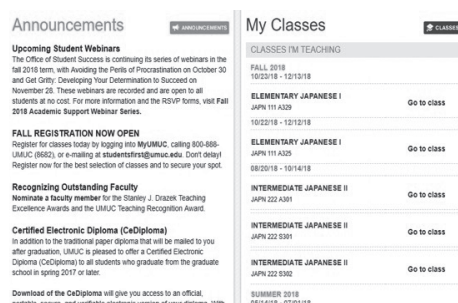 Announcements
ANNOUNCEMENTS
Upcoming Student Webinars
The Office of Student Success is continuing its series of webinars in the
fall 2018 term, with Avoiding the Perils of Procrastination on October 30
and Get Gritty: Developing Your Determination to Succeed on
November 28. These webinars are recorded and are open to all
students at no cost. For more information and the RSVP forms, visit Fall
2018 Academic Support Webinar Series.
FALL REGISTRATION NOW OPEN
Register for classes today by logging into MyUMUC, calling 800-888-
UMUC (8682), or e-mailing at studentsfirst@umuc.edu. Don't delay!
Register now for the best selection of classes and to secure your spot.
Recognizing Outstanding Faculty
Nominate a faculty member for the Stanley J. Drazek Teaching
Excellence Awards and the UMUC Teaching Recognition Award.
Certified Electronic Diploma (CeDiploma)
In addition to the traditional paper diploma that will be mailed to you
after graduation, UMUC is pleased to offer a Certified Electronic
Diploma (CeDiploma) to all students who graduate from the graduate
school in spring 2017 or later.
Download of the CeDiploma will give you access to an official,
My Classes
CLASSES
CLASSES I'M TEACHING
FALL 2018
10/23/18 - 12/13/18
ELEMENTARY JAPANESE I
JAPN 111 A329
Go to class
10/22/18 - 12/12/18
ELEMENTARY JAPANESE I
JAPN 111 A325
Go to class
08/20/18 - 10/14/18
INTERMEDIATE JAPANESE II
JAPN 222 A301
Go to class
INTERMEDIATE JAPANESE II
JAPN 222 S301
Go to class
INTERMEDIATE JAPANESE II
JAPN 222 S302
Go to class
SUMMER 2018